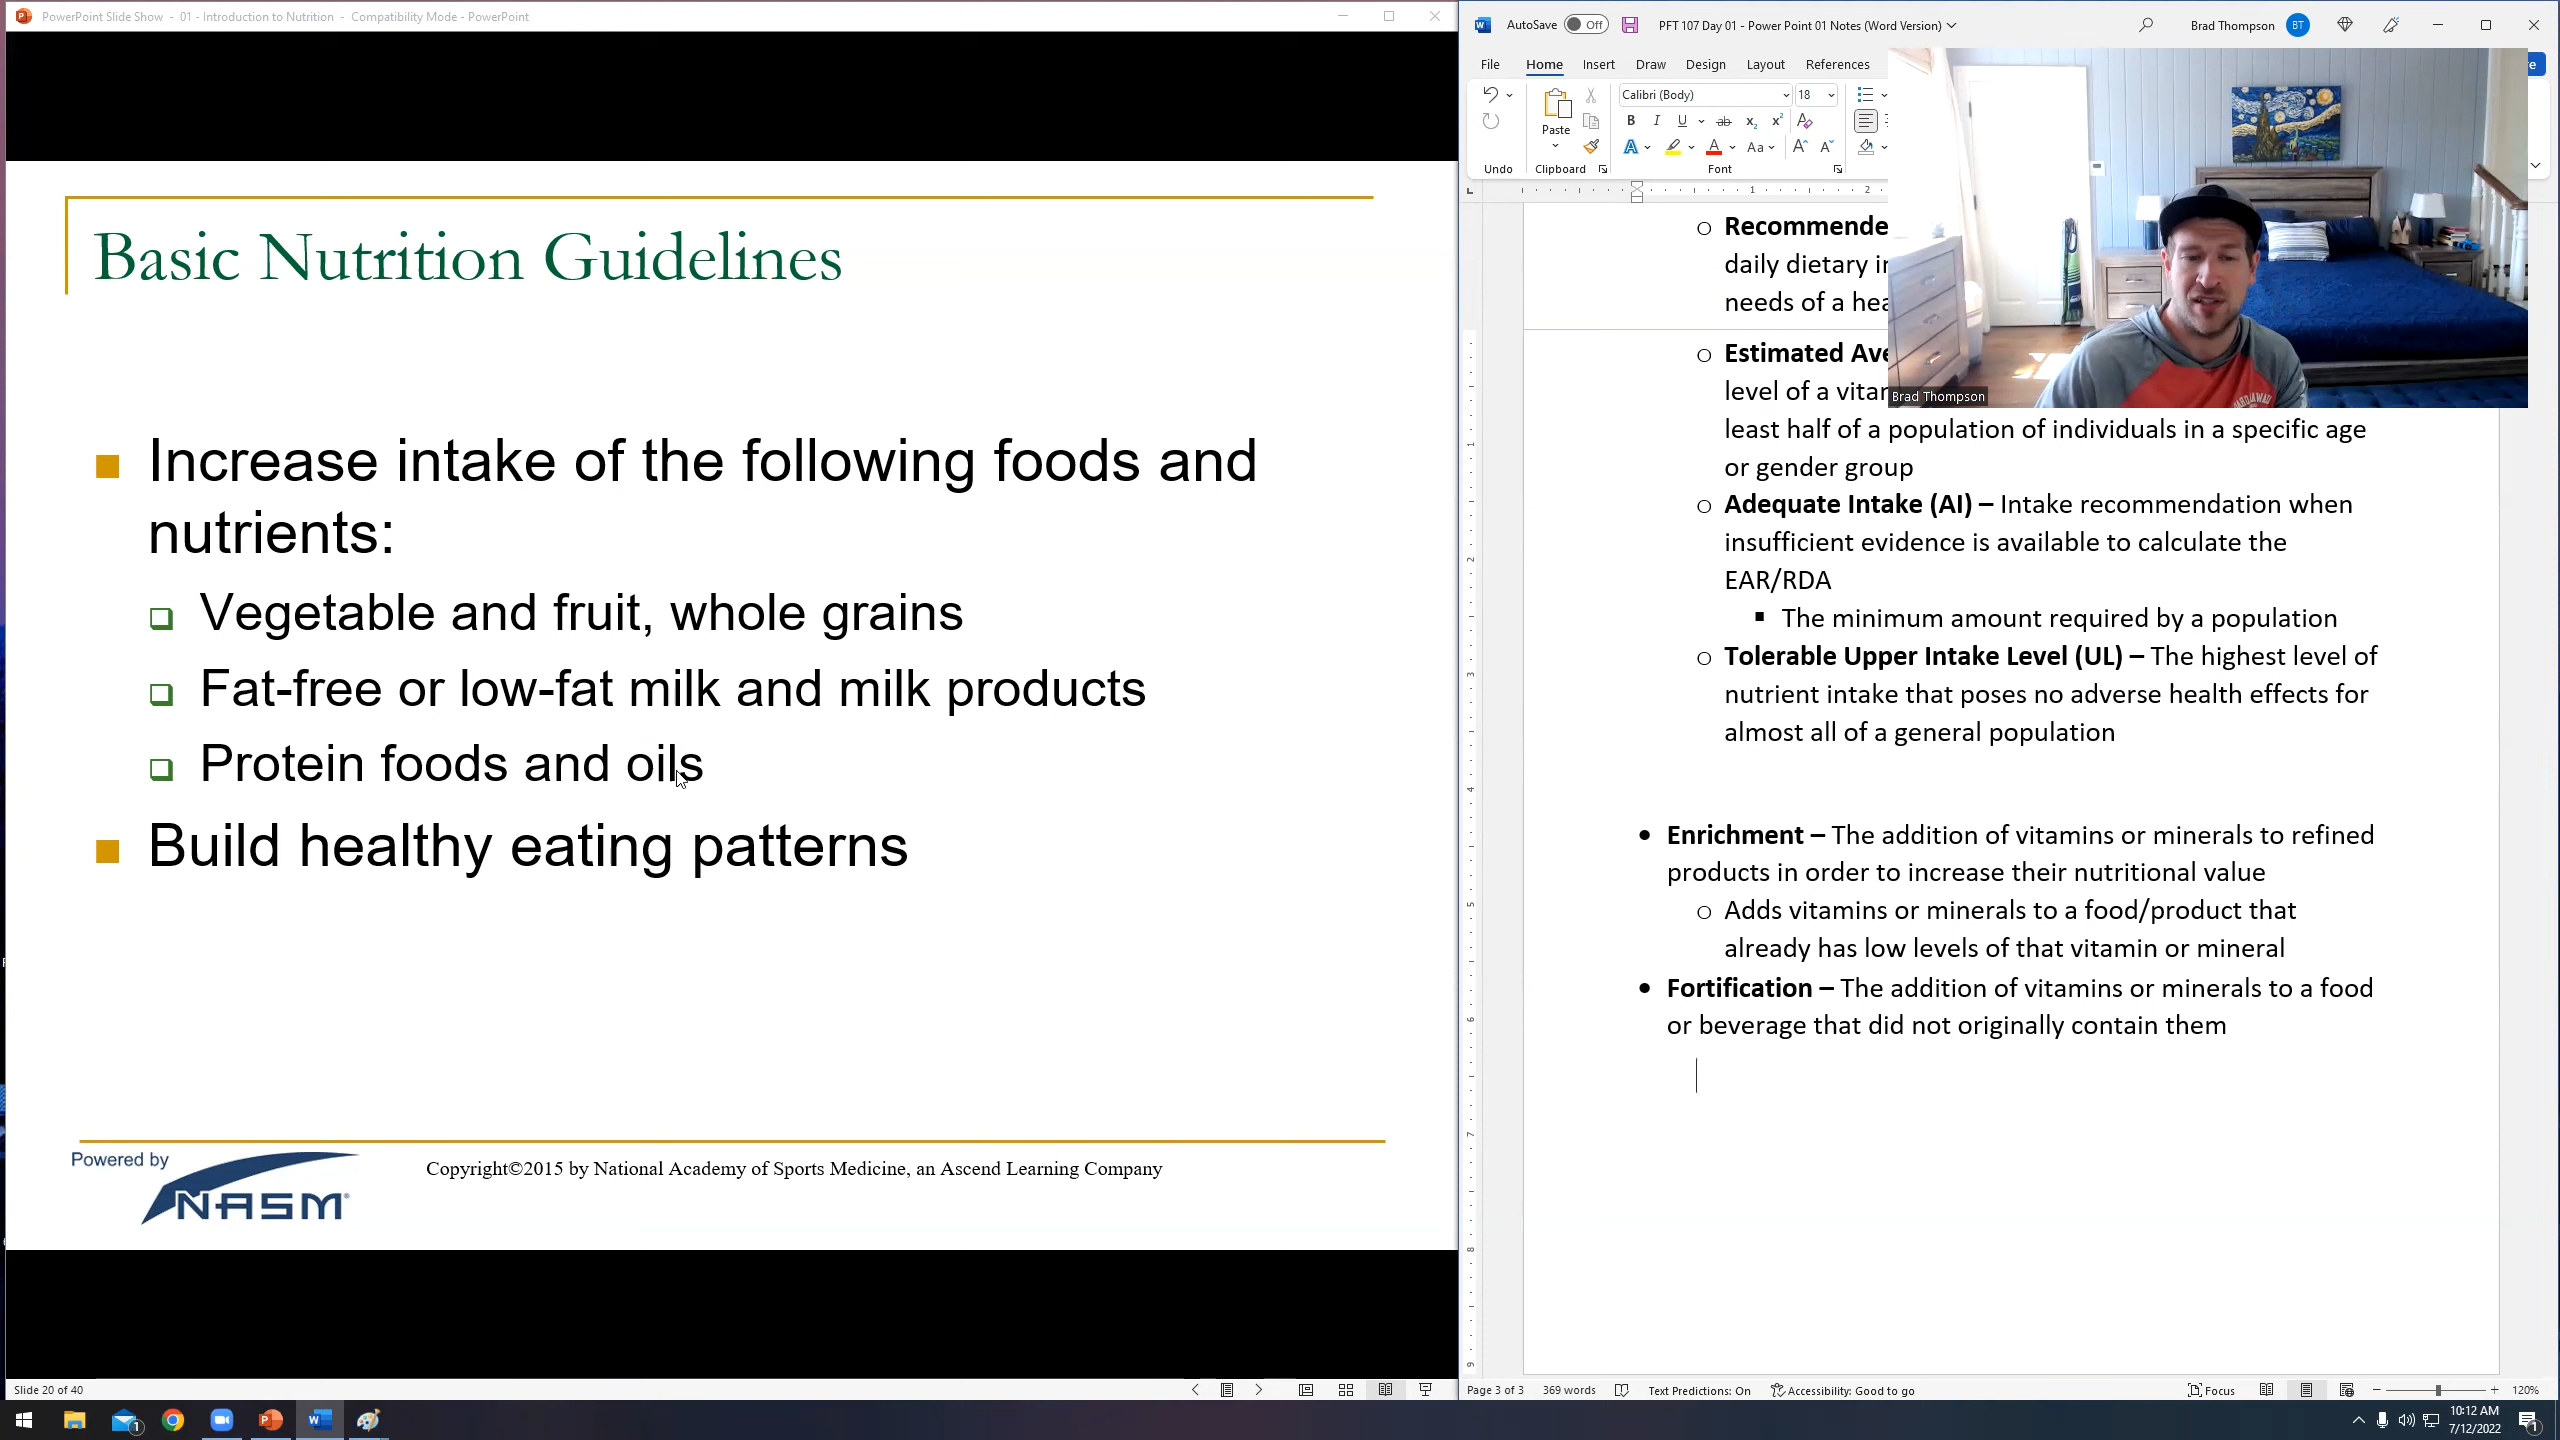 PowerPoint Slide Show - 01 - Introduction to Nutrition - Compatibility Mode - PowerPoint
Basic Nutrition Guidelines
Increase intake of the following foods and
nutrients:
Vegetable and fruit, whole grains
Fat-free or low-fat milk and milk products
Protein foods and oils
Build healthy eating patterns
Powered by
NASM
Copyright©2015 by National Academy of Sports Medicine, an Ascend Learning Company
Slide 20 of 40
AutoSave Off PFT 107 Day 01 - Power Point 01 Notes (Word Version) Brad Thompson BT
File Home Insert Draw Design Layout References
Calibri (Body) 18
Paste
B I U ab x₂ x² A
A A Aa A A
Undo Clipboard Font
1 2
Recommende
daily dietary in
needs of a hea
Estimated Ave
level of a vitam
least half of a population of individuals in a specific age
or gender group
Adequate Intake (AI) – Intake recommendation when
insufficient evidence is available to calculate the
EAR/RDA
The minimum amount required by a population
Tolerable Upper Intake Level (UL) – The highest level of
nutrient intake that poses no adverse health effects for
almost all of a general population
Enrichment – The addition of vitamins or minerals to refined
products in order to increase their nutritional value
Adds vitamins or minerals to a food/product that
already has low levels of that vitamin or mineral
Fortification – The addition of vitamins or minerals to a food
or beverage that did not originally contain them
Brad Thompson
Page 3 of 3 369 words Text Predictions: On Accessibility: Good to go Focus 120%
10:12 AM
7/12/2022